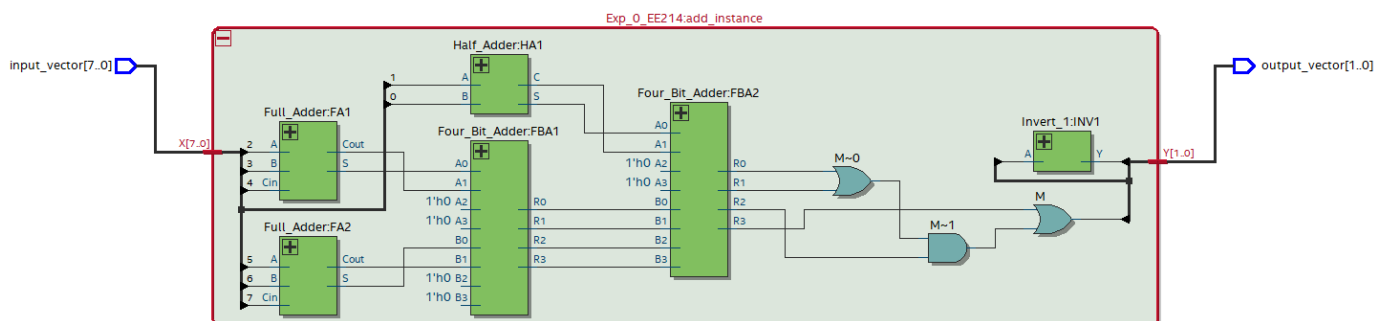 Exp_0_EE214:add_instance
input_vector[7..0]
X[7..0]
Half_Adder:HA1
1 A C
0 B S
Full_Adder:FA1
2 A Cout
3 B S
4 Cin
Full_Adder:FA2
5 A Cout
6 B S
7 Cin
Four_Bit_Adder:FBA1
A0
A1
1'h0 A2
1'h0 A3 R0
B0 R1
B1 R2
1'h0 B2 R3
1'h0 B3
Four_Bit_Adder:FBA2
A0
A1
1'h0 A2 R0
1'h0 A3 R1
B0 R2
B1 R3
B2
B3
M~0
M~1
M
Invert_1:INV1
A Y
Y[1..0]
output_vector[1..0]